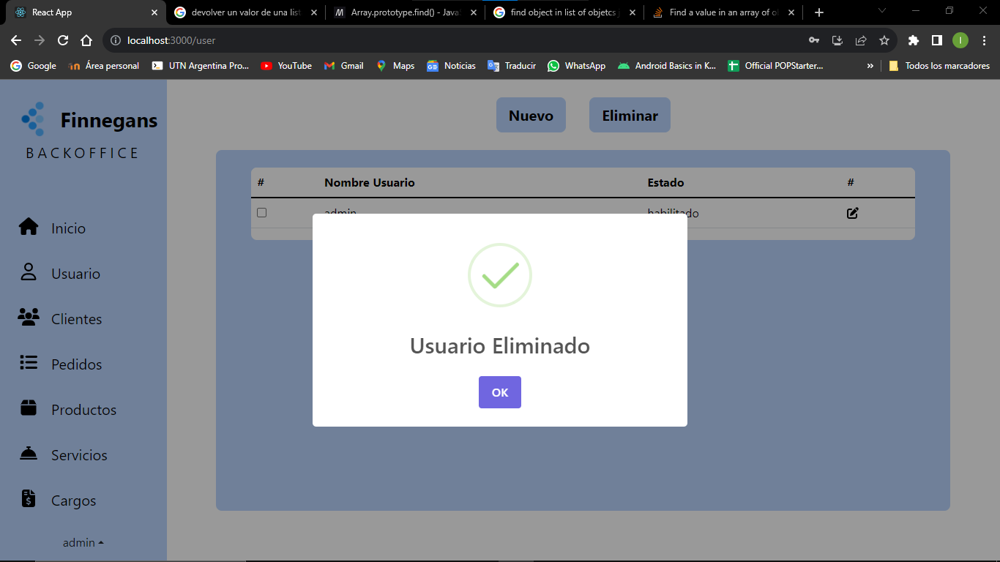 React App
devolver un valor de una list
Array.prototype.find() - Java
find object in list of objetcs j
Find a value in an array of ob
localhost:3000/user
I
Google
Área personal
UTN Argentina Pro...
YouTube
Gmail
Maps
Noticias
Traducir
WhatsApp
Android Basics in K...
Official POPStarter...
»
Todos los marcadores
Finnegans
BACKOFFICE
Inicio
Usuario
Clientes
Pedidos
Productos
Servicios
Cargos
admin
Nuevo Eliminar
# Nombre Usuario Estado #
admin habilitado
Usuario Eliminado
OK